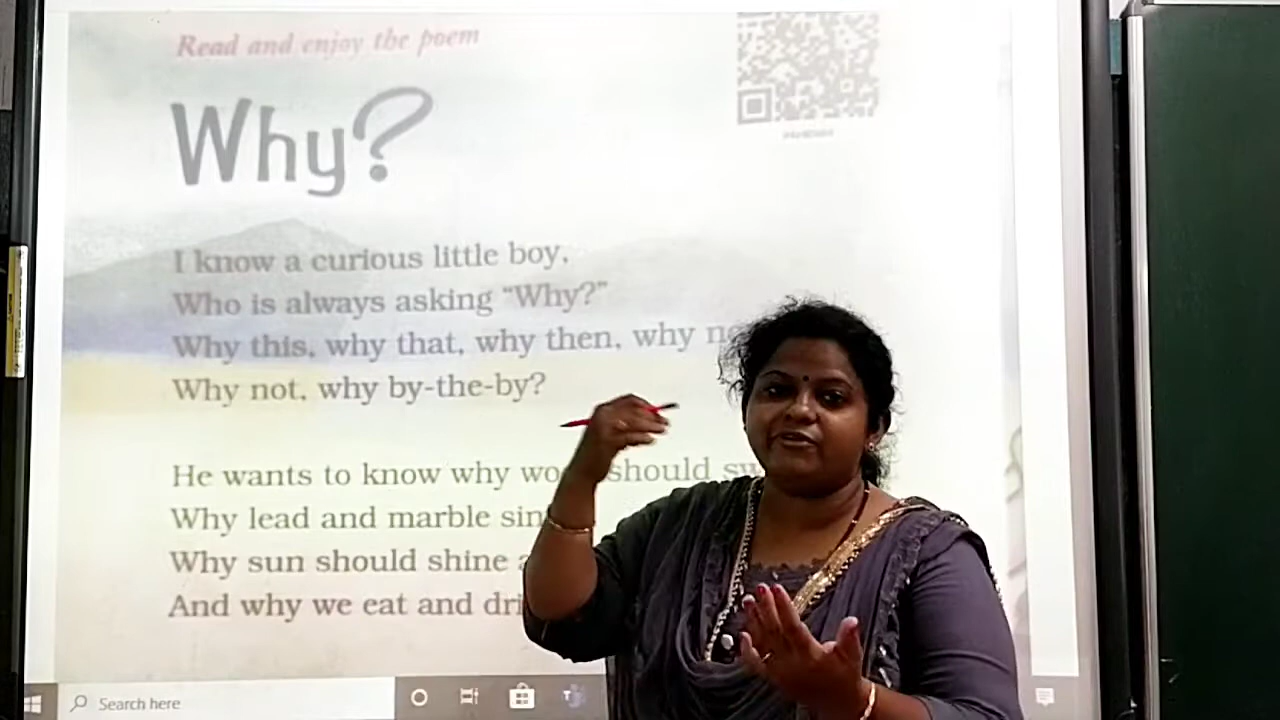 Read and enjoy the poem
Why?
I know a curious little boy,
Who is always asking “Why?”
Why this, why that, why then, why
Why not, why by-the-by?
He wants to know why should
Why lead and marble
Why sun should shine
And why we eat and
Search here